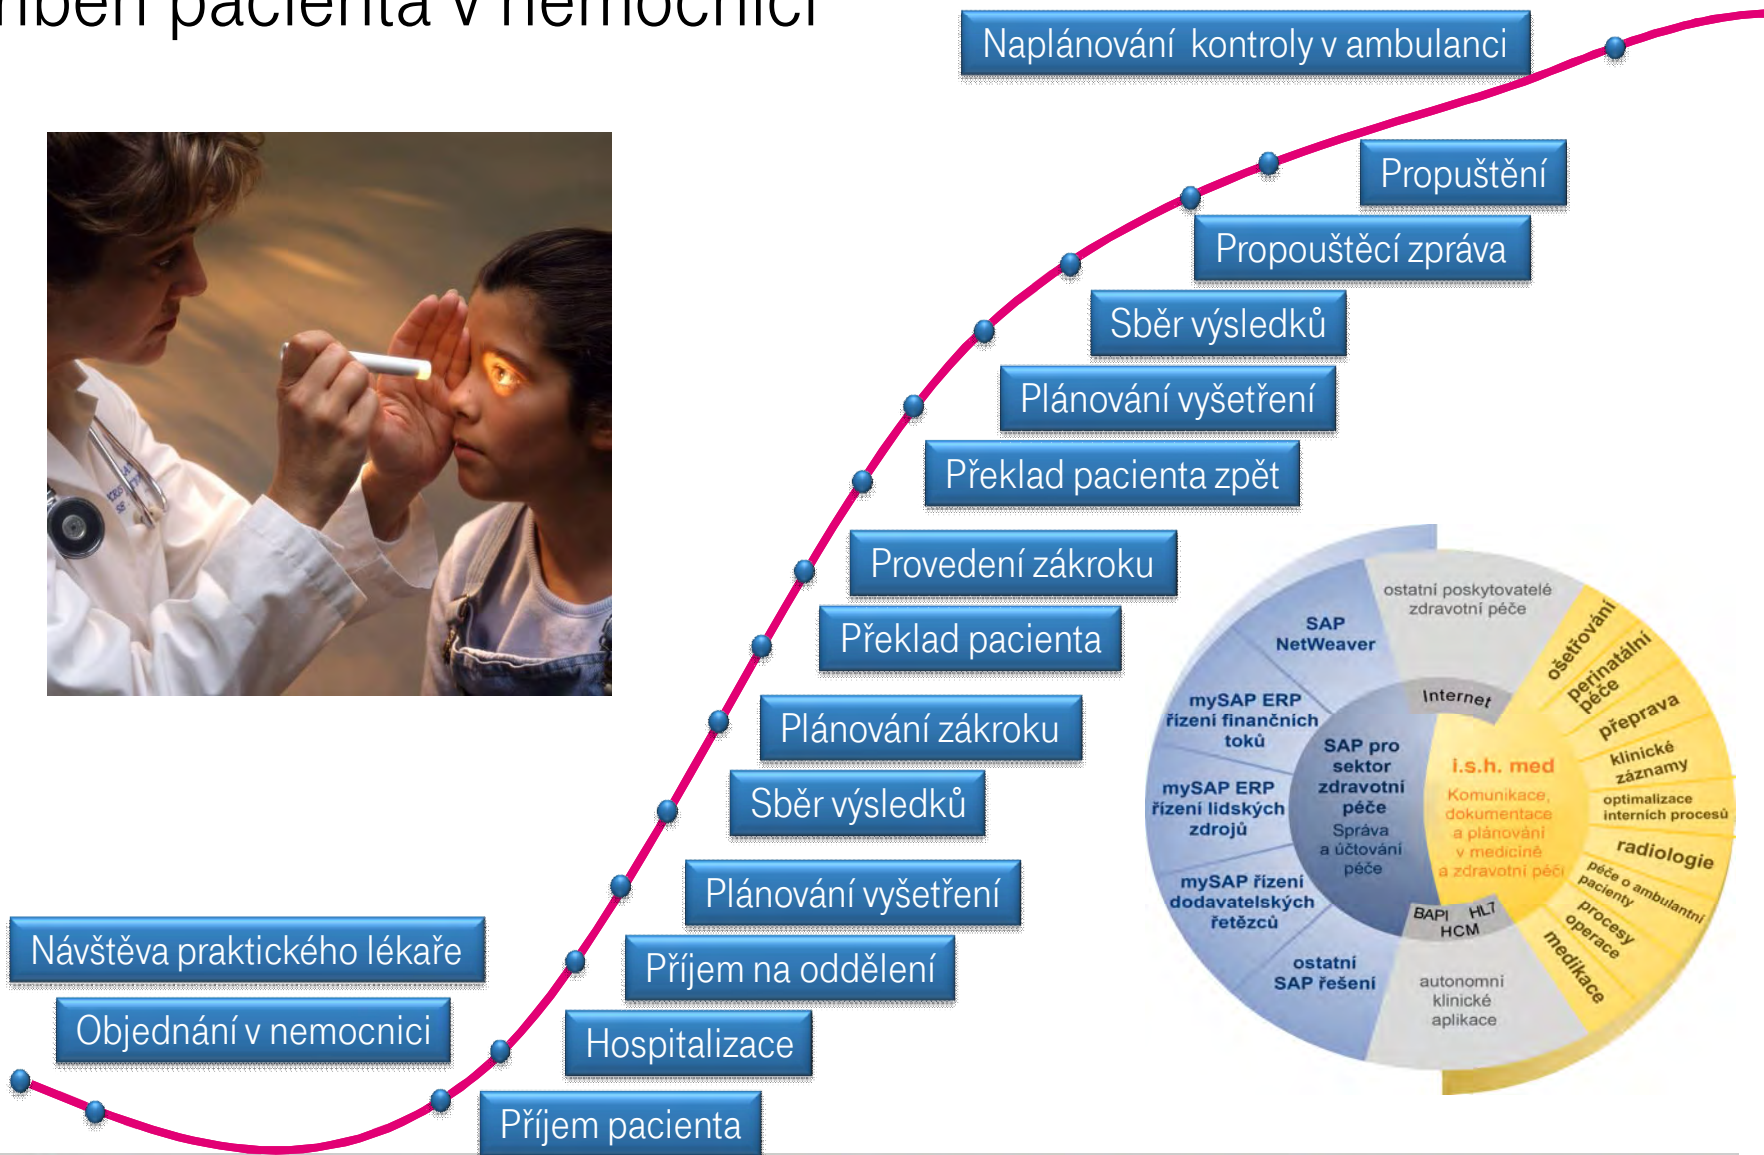 pacienta v nemocnici
Naplánování kontroly v ambulanci
Propuštění
Propouštěcí zpráva
Sběr výsledků
Plánování vyšetření
Překlad pacienta zpět
Provedení zákroku
Překlad pacienta
Plánování zákroku
Sběr výsledků
Plánování vyšetření
Příjem na oddělení
Hospitalizace
Příjem pacienta
Návštěva praktického lékaře
Objednání v nemocnici
ostatní poskytovatelé
zdravotní péče
SAP
NetWeaver
mySAP ERP
řízení finančních
toků
mySAP ERP
řízení lidských
zdrojů
mySAP řízení
dodavatelských
řetězců
ostatní
SAP řešení
Internet
SAP pro
sektor
zdravotní
péče
Správa
a účtování
péče
i.s.h. med
Komunikace,
dokumentace
a plánování
v medicíně
a zdravotní péči
BAPI HL7
HCM
autonomní
klinické
aplikace
ošetřování
perinatální
péče
přeprava
klinické
záznamy
optimalizace
interních procesů
radiologie
péče o ambulantní
pacienty
procesy
operace
medikace